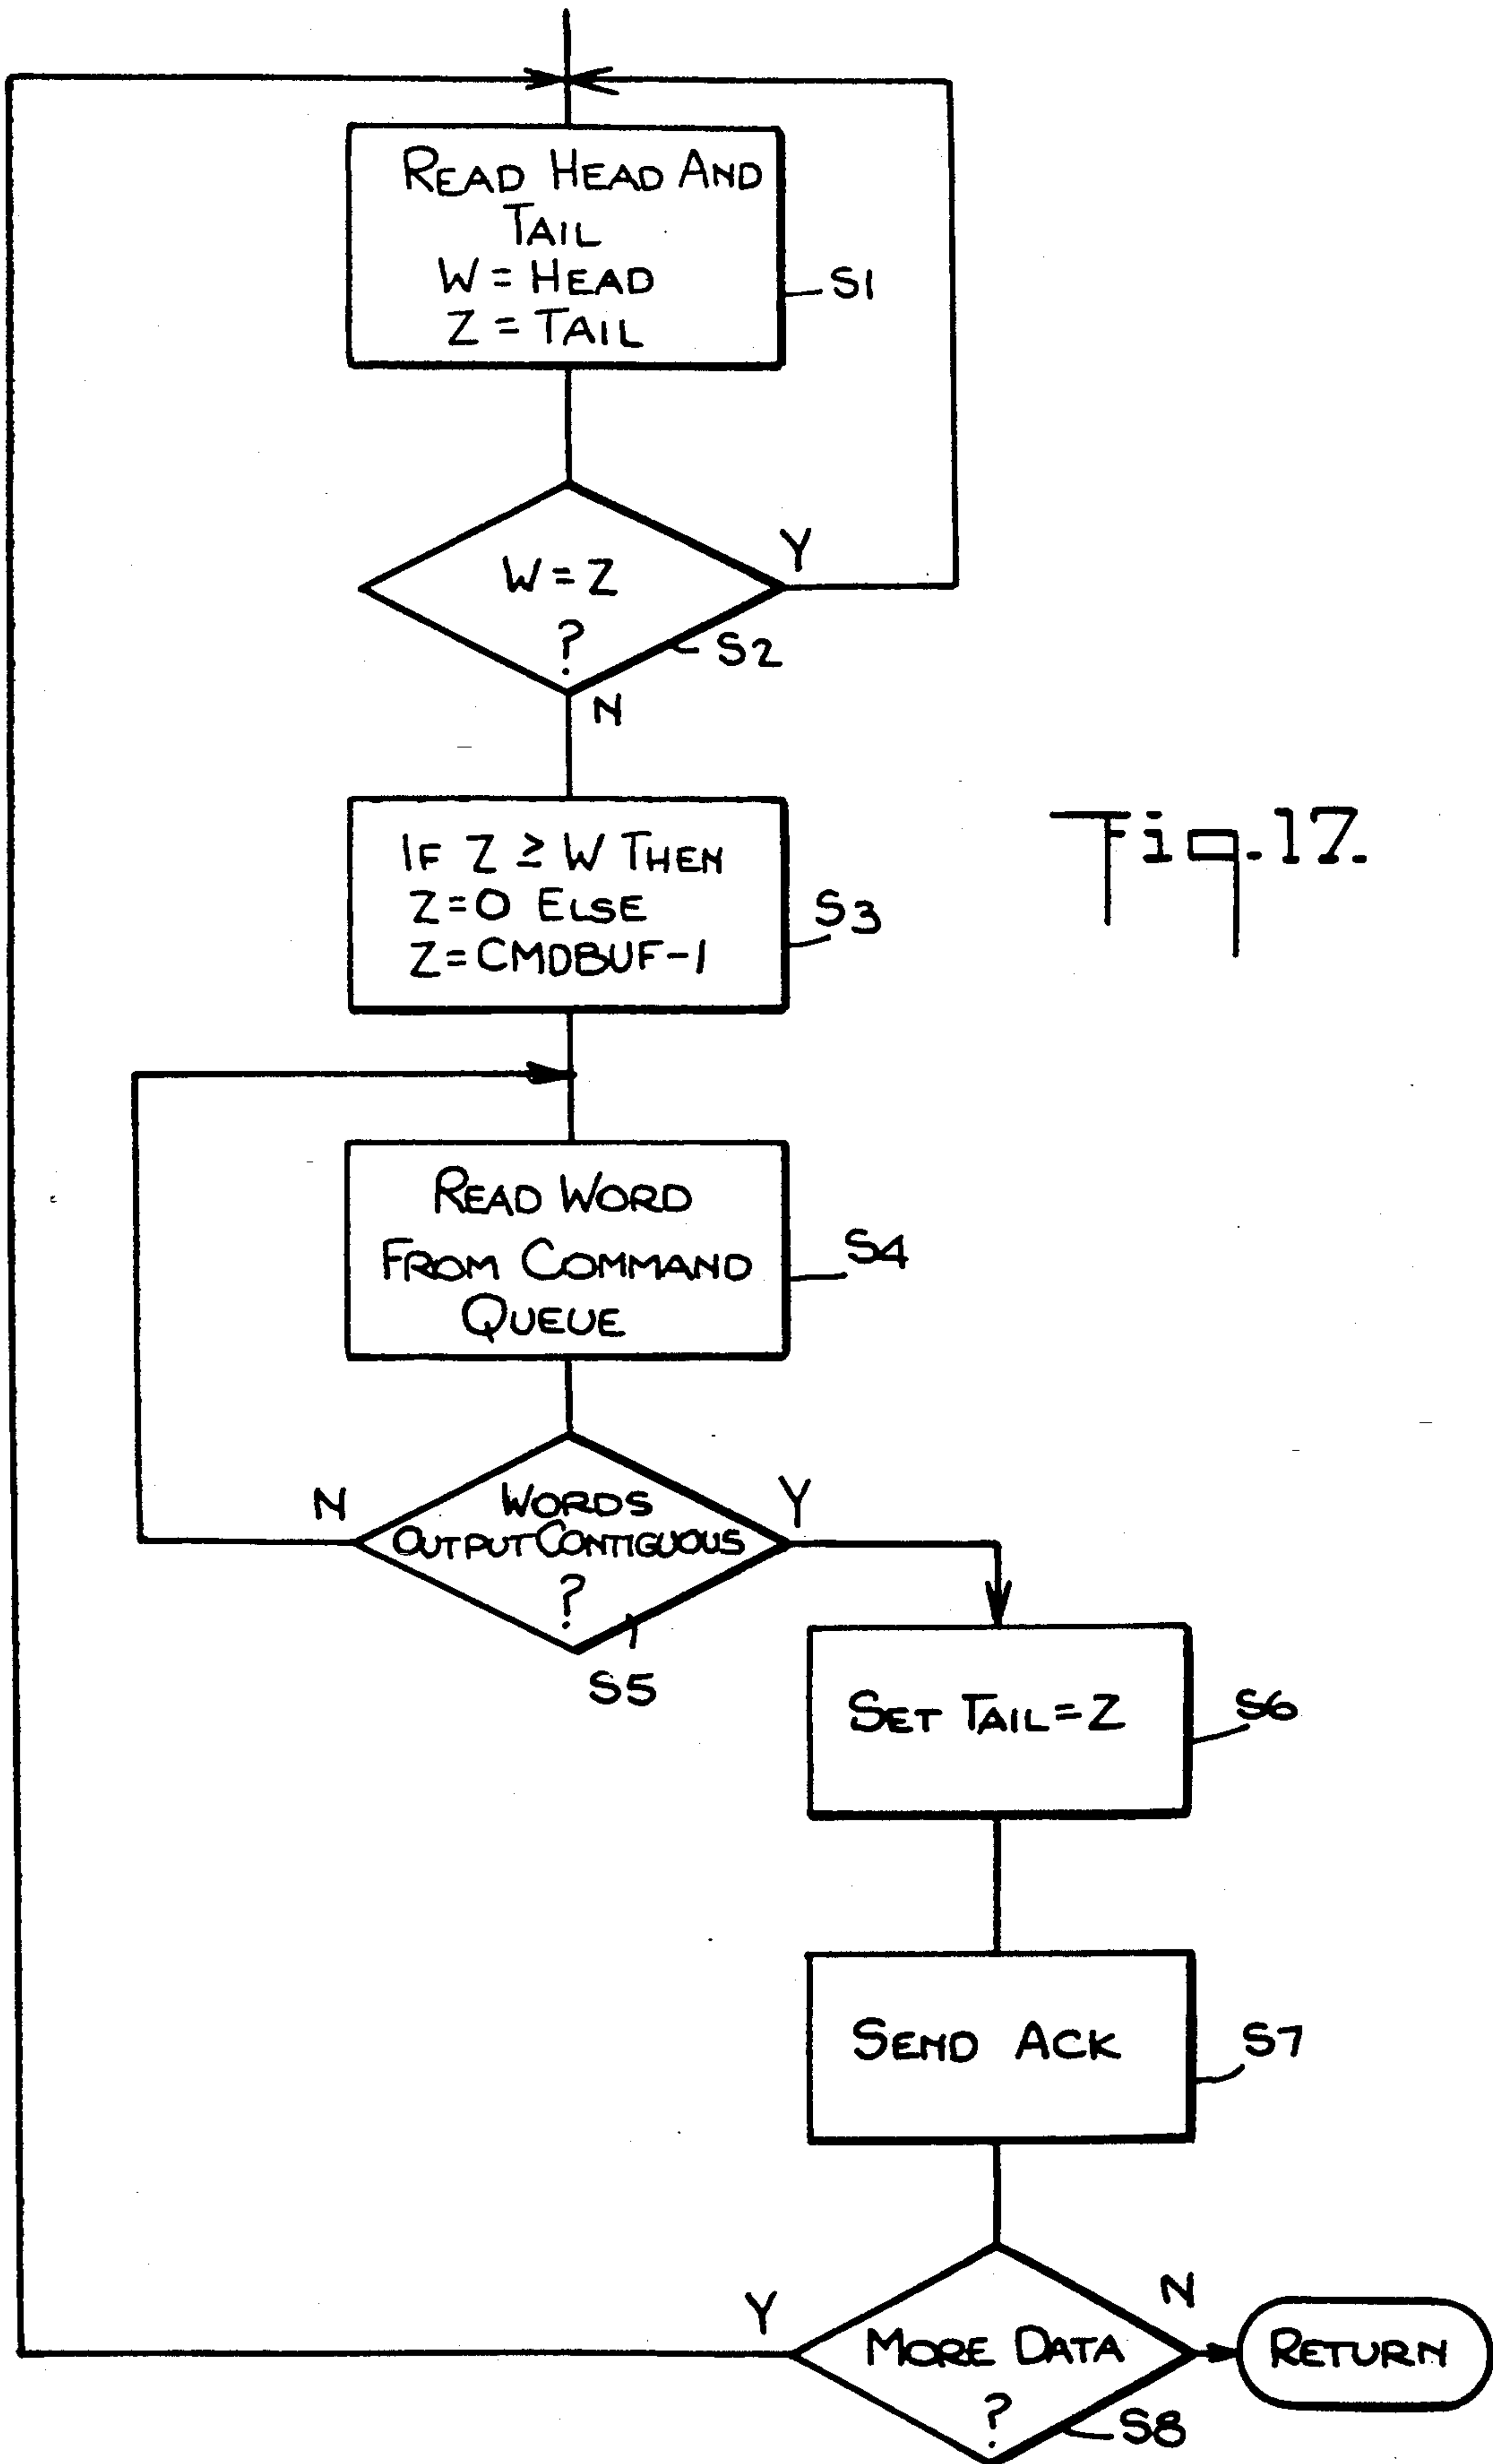 READ HEAD AND
TAIL
W = HEAD
Z = TAIL
S1
Y
W = Z
?
S2
N
IF Z ≥ W THEN
Z = 0 ELSE
Z = CMDBUF-1
S3
Fig. 17.
READ WORD
FROM COMMAND
QUEUE
S4
N
WORDS
OUTPUT CONTIGUOUS
?
Y
S5
SET TAIL = Z
S6
SEND ACK
S7
Y
MORE DATA
?
N
RETURN
S8